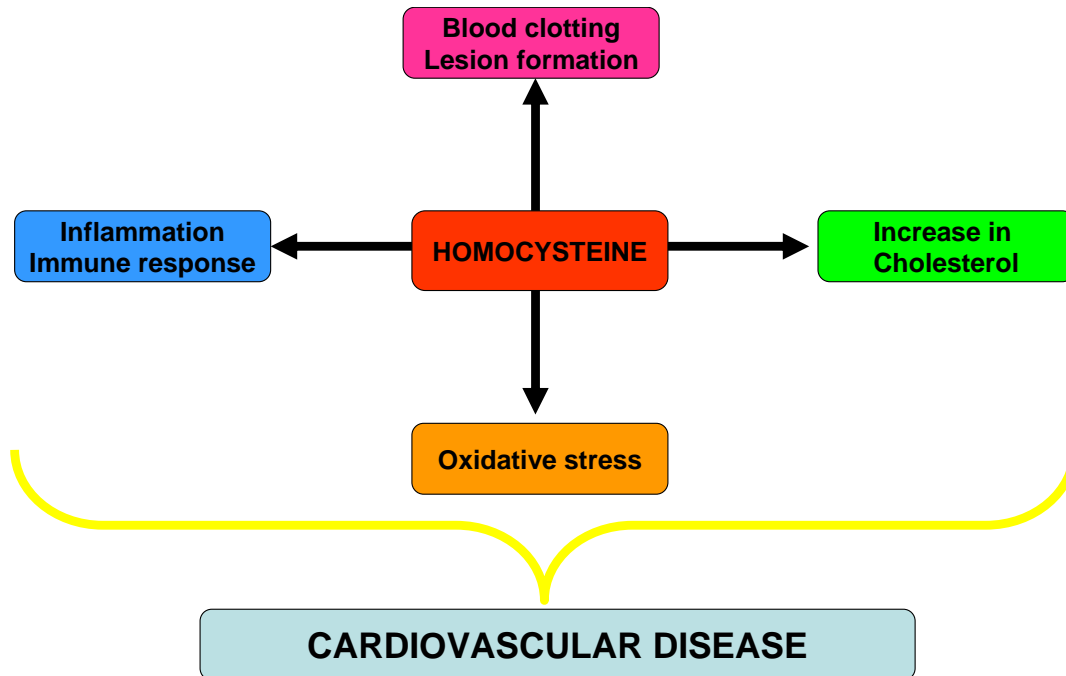 Blood clotting
Lesion formation
Inflammation
Immune response
HOMOCYSTEINE
Increase in
Cholesterol
Oxidative stress
CARDIOVASCULAR DISEASE